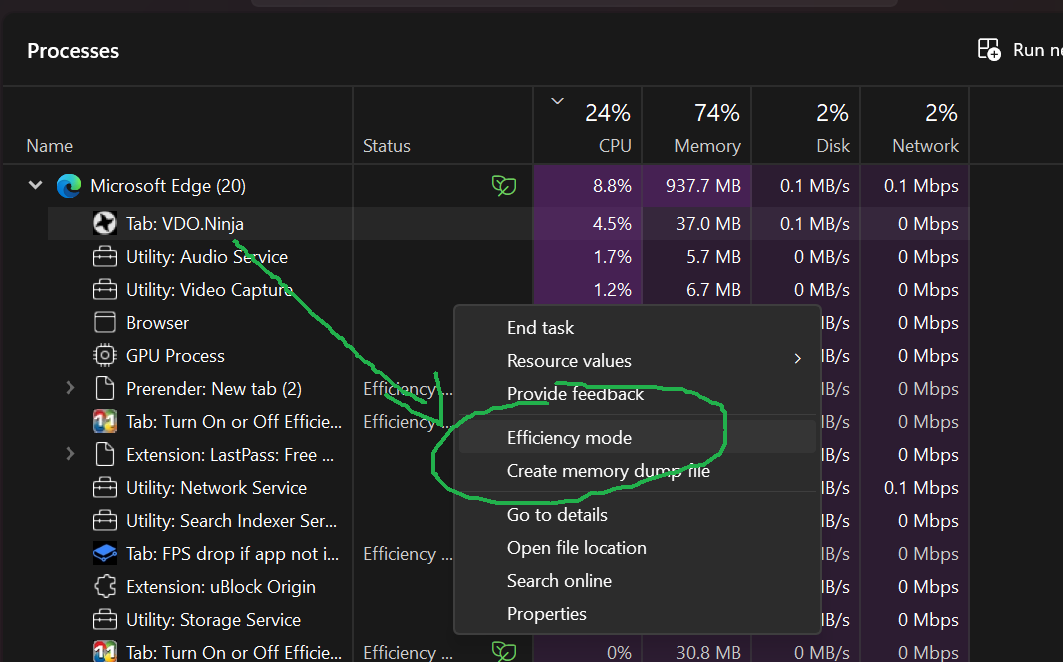 Processes
Run ne
24% 74% 2% 2%
Name Status CPU Memory Disk Network
Microsoft Edge (20) 8.8% 937.7 MB 0.1 MB/s 0.1 Mbps
Tab: VDO.Ninja 4.5% 37.0 MB 0.1 MB/s 0 Mbps
Utility: Audio Service 1.7% 5.7 MB 0 MB/s 0 Mbps
Utility: Video Capture 1.2% 6.7 MB 0 MB/s 0 Mbps
Browser MB/s 0 Mbps
GPU Process MB/s 0 Mbps
Prerender: New tab (2) Efficiency ... MB/s 0 Mbps
Tab: Turn On or Off Efficie... Efficiency ... MB/s 0 Mbps
Extension: LastPass: Free ... MB/s 0 Mbps
Utility: Network Service MB/s 0.1 Mbps
Utility: Search Indexer Ser... MB/s 0 Mbps
Tab: FPS drop if app not i... Efficiency ... MB/s 0 Mbps
Extension: uBlock Origin MB/s 0 Mbps
Utility: Storage Service MB/s 0 Mbps
Tab: Turn On or Off Efficie... Efficiency ... 0% 30.8 MB 0 MB/s 0 Mbps
End task
Resource values
Provide feedback
Efficiency mode
Create memory dump file
Go to details
Open file location
Search online
Properties